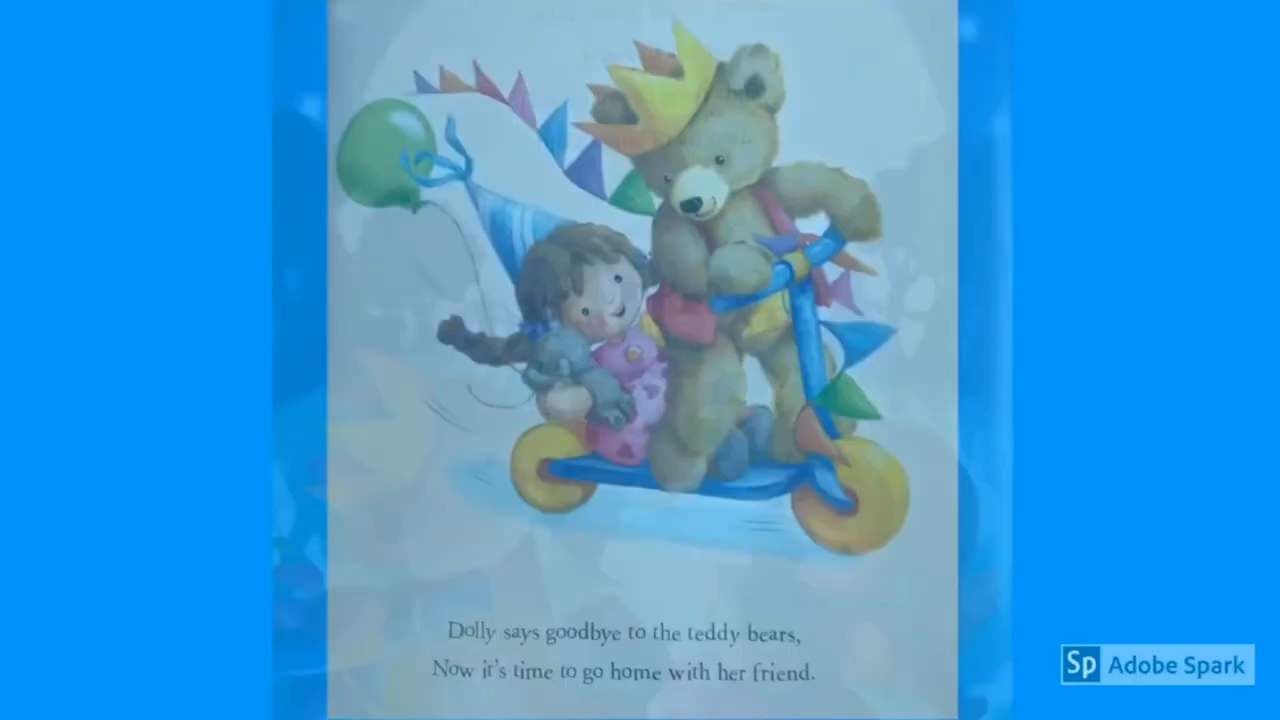 Dolly says goodbye to the teddy bears,
Now it's time to go home with her friend.
Sp Adobe Spark